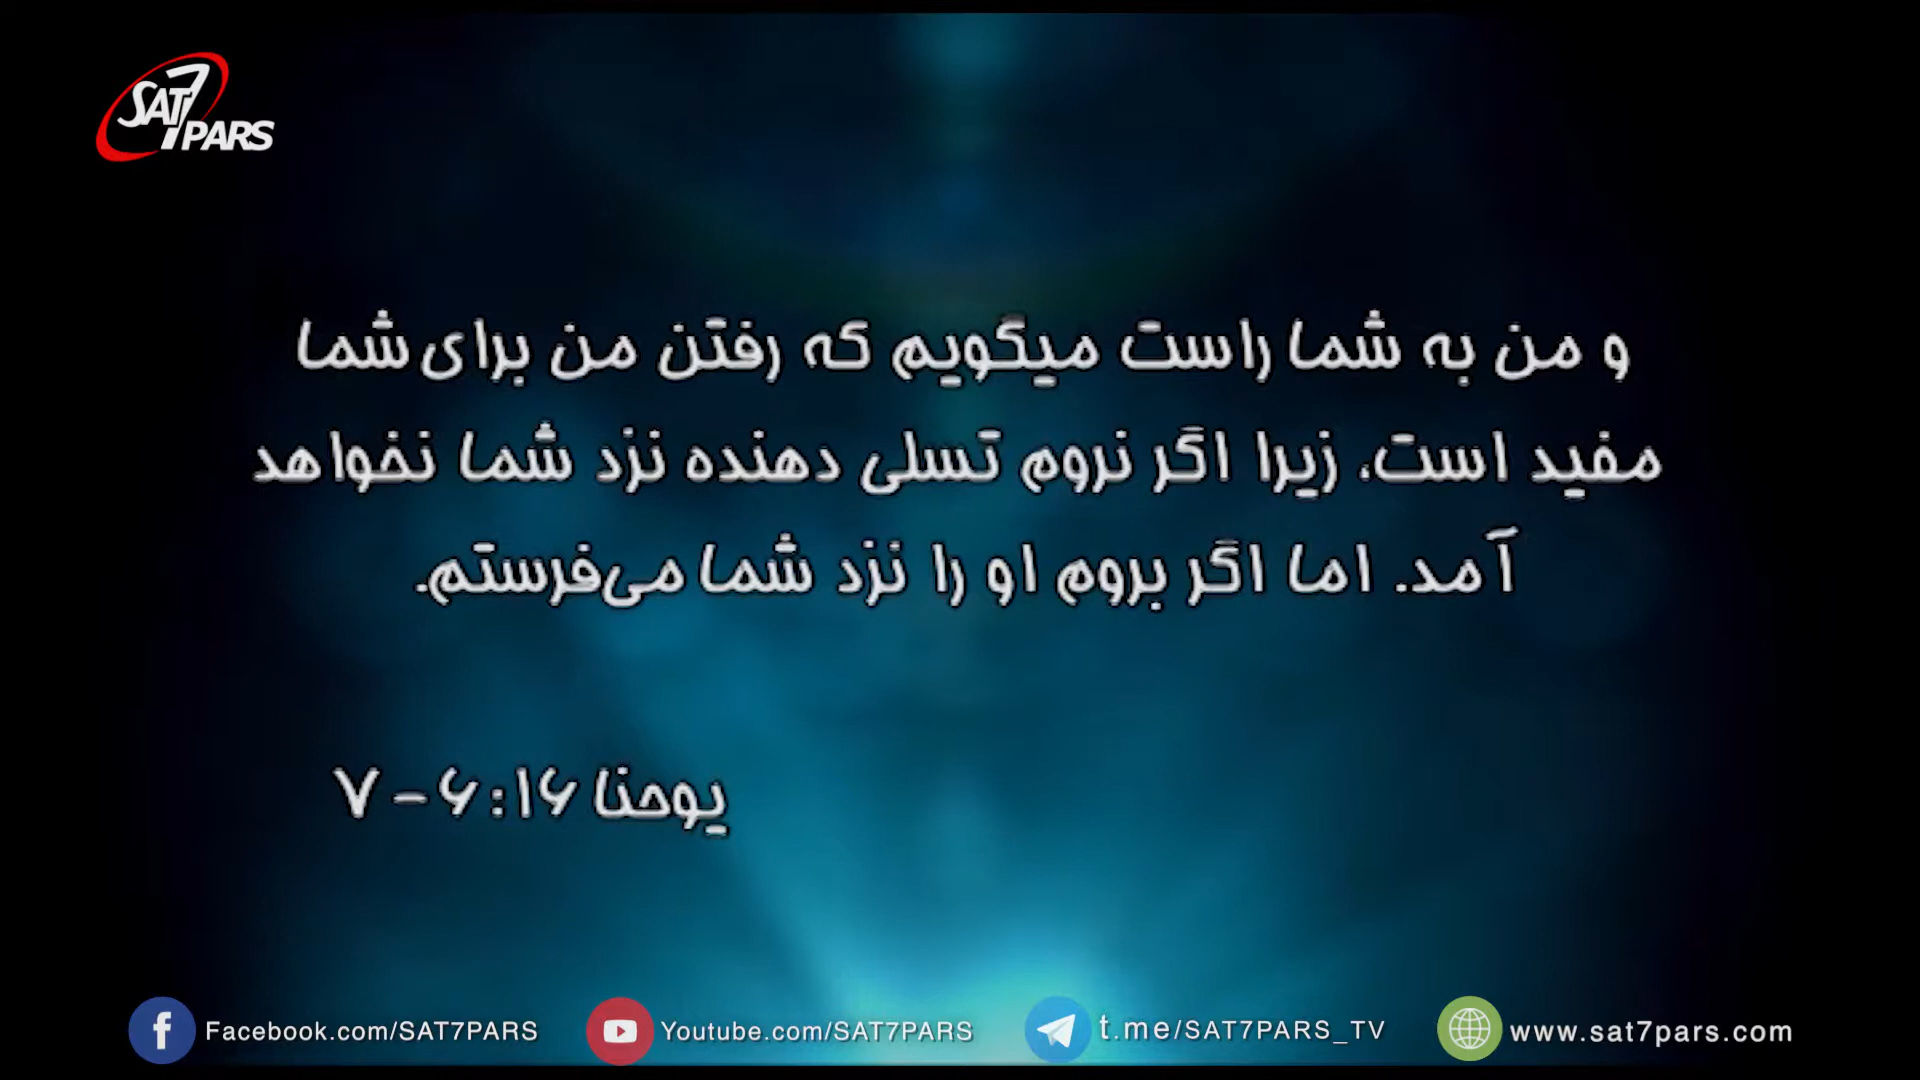 SAT7
PARS
و من به شما راست میگویم که رفتن من برای شما
مفید است، زیرا اگر نروم تسلی دهنده نزد شما نخواهد
آمد. اما اگر بروم او را نزد شما می‌فرستم.
یوحنا ۱۶:۶-۷
Facebook.com/SAT7PARS
Youtube.com/SAT7PARS
t.me/SAT7PARS_TV
www.sat7pars.com